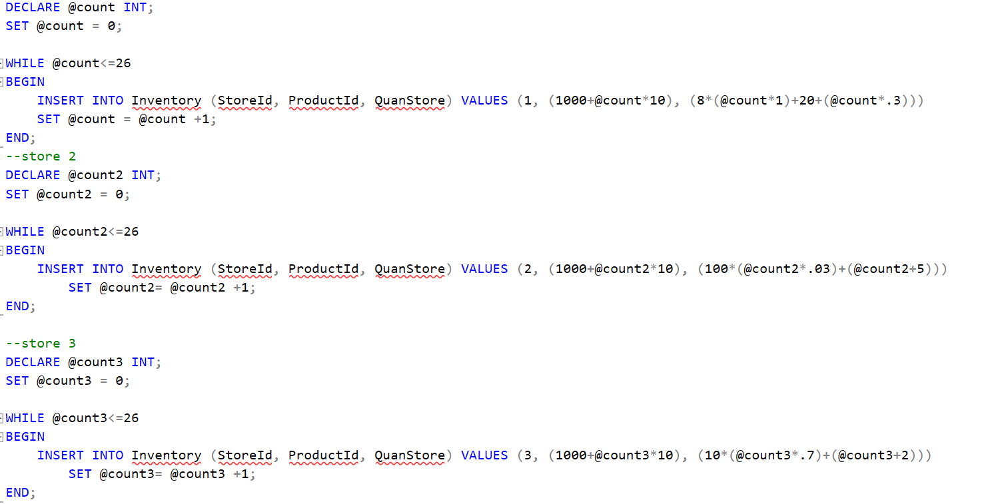 DECLARE @count INT;
SET @count = 0;
WHILE @count<=26
BEGIN
INSERT INTO Inventory (StoreId, ProductId, QuanStore) VALUES (1, (1000+@count*10), (8*(@count*1)+20+(@count*.3)))
SET @count = @count +1;
END;
--store 2
DECLARE @count2 INT;
SET @count2 = 0;
WHILE @count2<=26
BEGIN
INSERT INTO Inventory (StoreId, ProductId, QuanStore) VALUES (2, (1000+@count2*10), (100*(@count2*.03)+(@count2+5)))
SET @count2= @count2 +1;
END;
--store 3
DECLARE @count3 INT;
SET @count3 = 0;
WHILE @count3<=26
BEGIN
INSERT INTO Inventory (StoreId, ProductId, QuanStore) VALUES (3, (1000+@count3*10), (10*(@count3*.7)+(@count3+2)))
SET @count3= @count3 +1;
END;